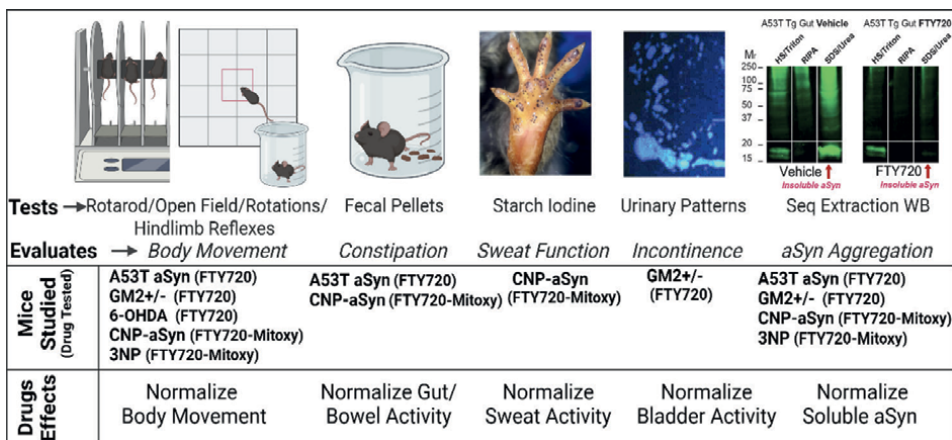 A53T Tg Gut Vehicle
A53T Tg Gut FTY720
HS/Triton RIPA SDS/Urea
HS/Triton RIPA SDS/Urea
Mr
250
100
75
50
37
20
15
Vehicle
FTY720
Insoluble aSyn
Insoluble aSyn
Tests → Rotarod/Open Field/Rotations/
Hindlimb Reflexes
Fecal Pellets
Starch Iodine
Urinary Patterns
Seq Extraction WB
Evaluates → Body Movement
Constipation
Sweat Function
Incontinence
aSyn Aggregation
Mice
Studied
(Drug Tested)
A53T aSyn (FTY720)
GM2+/- (FTY720)
6-OHDA (FTY720)
CNP-aSyn (FTY720-Mitoxy)
3NP (FTY720-Mitoxy)
A53T aSyn (FTY720)
CNP-aSyn (FTY720-Mitoxy)
CNP-aSyn
(FTY720-Mitoxy)
GM2+/-
(FTY720)
A53T aSyn (FTY720)
GM2+/- (FTY720)
CNP-aSyn (FTY720-Mitoxy)
3NP (FTY720-Mitoxy)
Drugs
Effects
Normalize
Body Movement
Normalize Gut/
Bowel Activity
Normalize
Sweat Activity
Normalize
Bladder Activity
Normalize
Soluble aSyn